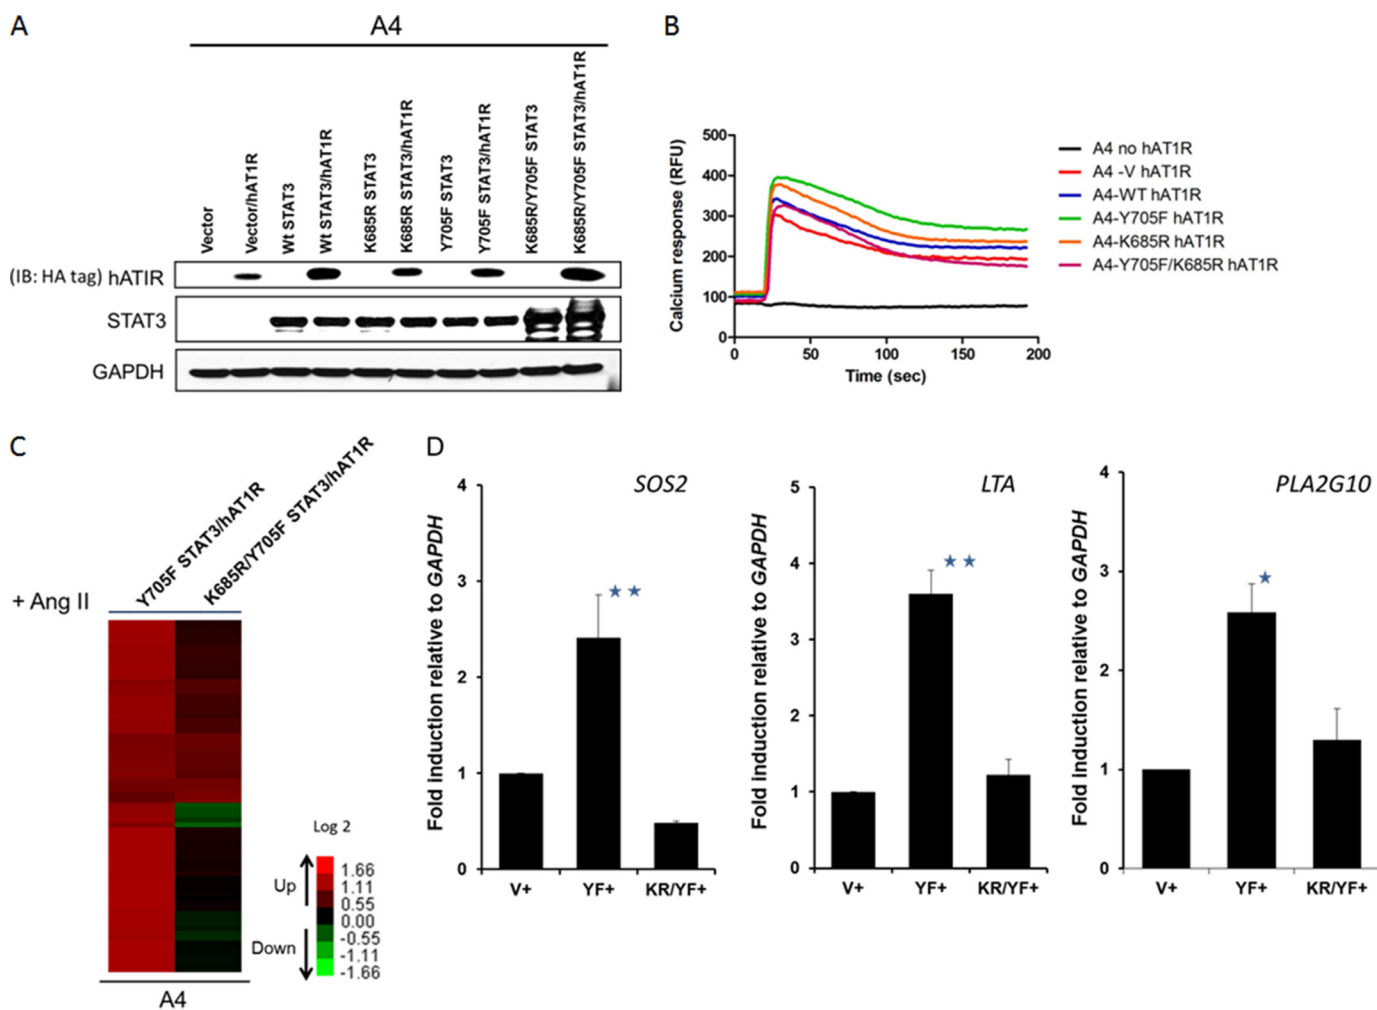 A
A4
Vector
Vector/hAT1R
Wt STAT3
Wt STAT3/hAT1R
K685R STAT3
K685R STAT3/hAT1R
Y705F STAT3
Y705F STAT3/hAT1R
K685R/Y705F STAT3
K685R/Y705F STAT3/hAT1R
(IB: HA tag) hATIR
STAT3
GAPDH
B
Calcium response (RFU)
500
400
300
200
100
0
0 50 100 150 200
Time (sec)
A4 no hAT1R
A4 -V hAT1R
A4-WT hAT1R
A4-Y705F hAT1R
A4-K685R hAT1R
A4-Y705F/K685R hAT1R
C
+ Ang II
Y705F STAT3/hAT1R
K685R/Y705F STAT3/hAT1R
Log 2
Up
Down
1.66
1.11
0.55
0.00
-0.55
-1.11
-1.66
A4
D
SOS2
Fold induction relative to GAPDH
4
3
2
1
0
V+ YF+ KR/YF+
LTA
Fold induction relative to GAPDH
5
4
3
2
1
0
V+ YF+ KR/YF+
PLA2G10
Fold induction relative to GAPDH
4
3
2
1
0
V+ YF+ KR/YF+